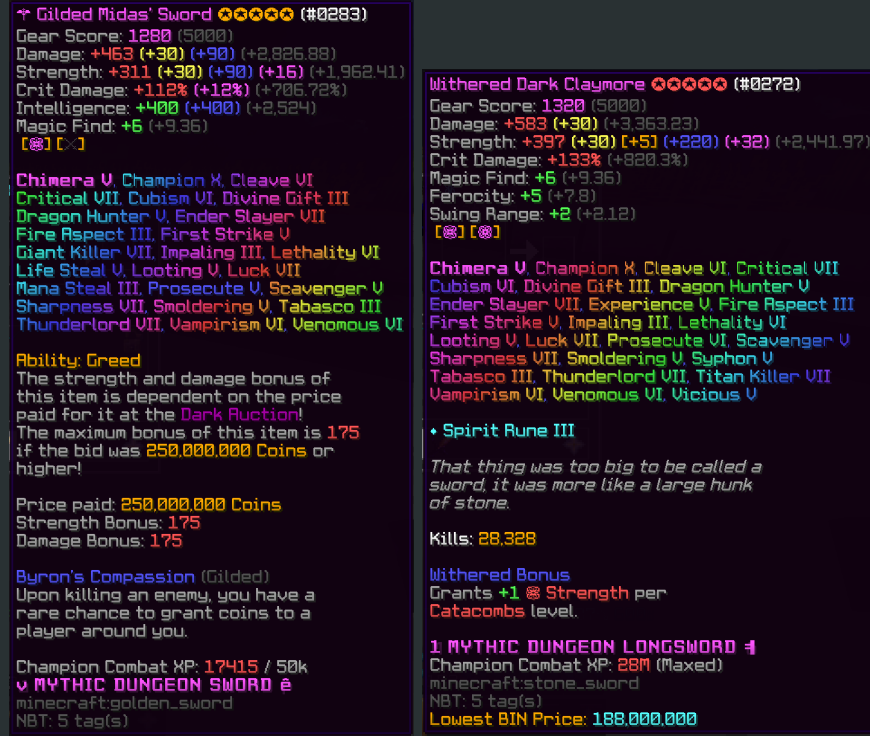 Gilded Midas' Sword ✪✪✪✪✪ (#0283)
Gear Score: 1280 (5000)
Damage: +463 (+30) (+90) (+2,826.88)
Strength: +311 (+30) (+90) (+16) (+1,962.41)
Crit Damage: +112% (+12%) (+706.72%)
Intelligence: +400 (+400) (+2,524)
Magic Find: +6 (+9.36)
Chimera V, Champion X, Cleave VI
Critical VII, Cubism VI, Divine Gift III
Dragon Hunter V, Ender Slayer VII
Fire Aspect III, First Strike V
Giant Killer VII, Impaling III, Lethality VI
Life Steal V, Looting V, Luck VII
Mana Steal III, Prosecute V, Scavenger V
Sharpness VII, Smoldering V, Tabasco III
Thunderlord VII, Vampirism VI, Venomous VI
Ability: Greed
The strength and damage bonus of
this item is dependent on the price
paid for it at the Dark Auction!
The maximum bonus of this item is 175
if the bid was 250,000,000 Coins or
higher!
Price paid: 250,000,000 Coins
Strength Bonus: 175
Damage Bonus: 175
Byron's Compassion (Gilded)
Upon killing an enemy, you have a
rare chance to grant coins to a
player around you.
Champion Combat XP: 17415 / 50k
v MYTHIC DUNGEON SWORD ê
minecraft:golden_sword
NBT: 5 tag(s)
Withered Dark Claymore ✪✪✪✪✪ (#0272)
Gear Score: 1320 (5000)
Damage: +583 (+30) (+3,363.23)
Strength: +397 (+30) [+5] (+220) (+32) (+2,441.97)
Crit Damage: +133% (+820.3%)
Magic Find: +6 (+9.36)
Ferocity: +5 (+7.8)
Swing Range: +2 (+2.12)
Chimera V, Champion X, Cleave VI, Critical VII
Cubism VI, Divine Gift III, Dragon Hunter V
Ender Slayer VII, Experience V, Fire Aspect III
First Strike V, Impaling III, Lethality VI
Looting V, Luck VII, Prosecute VI, Scavenger V
Sharpness VII, Smoldering V, Syphon V
Tabasco III, Thunderlord VII, Titan Killer VII
Vampirism VI, Venomous VI, Vicious V
Spirit Rune III
That thing was too big to be called a
sword, it was more like a large hunk
of stone.
Kills: 28,328
Withered Bonus
Grants +1 Strength per
Catacombs level.
1 MYTHIC DUNGEON LONGSWORD
Champion Combat XP: 28M (Maxed)
minecraft:stone_sword
NBT: 5 tag(s)
Lowest BIN Price: 188,000,000